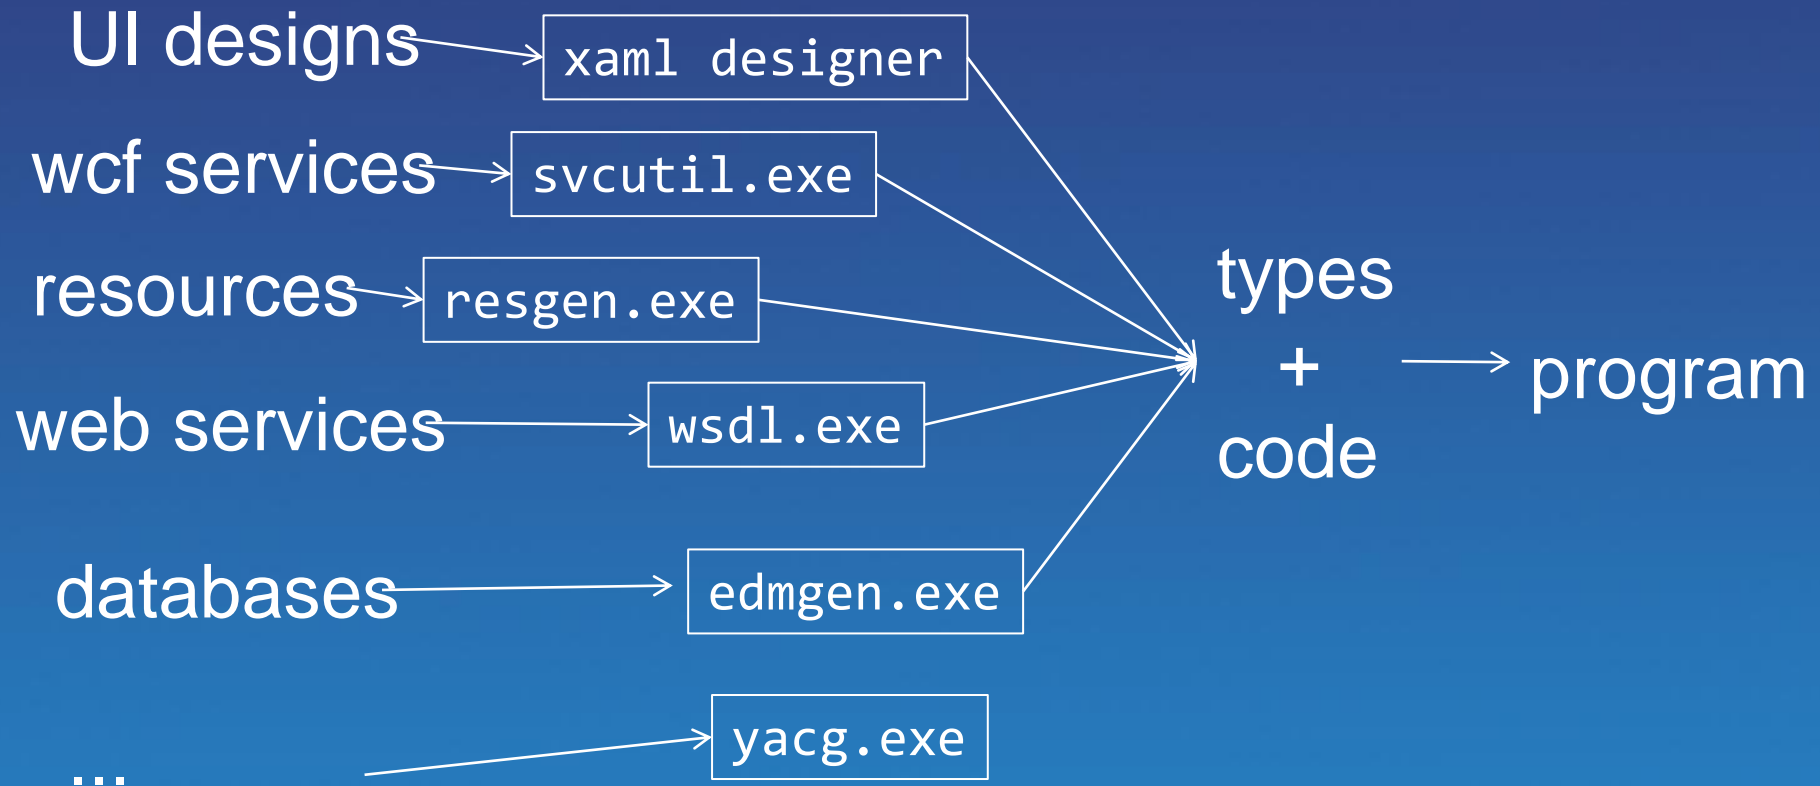 UI designs
xaml designer
wcf services
svcutil.exe
resources
resgen.exe
web services
wsdl.exe
databases
edmgen.exe
...
yacg.exe
types
+
code
program